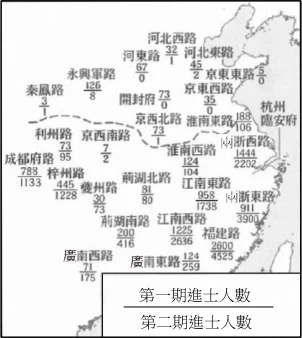 河北西路
32
1
河東路
67
0
河北東路
45
2
永興軍路
126
8
京東東路
5
0
秦鳳路
3
1
開封府
73
0
京東西路
35
0
京西北路
73
1
淮南東路
188
106
杭州
臨安府
利州路
73
95
京西南路
7
2
淮南西路
124
104
兩浙西路
1444
2202
成都府路
788
1133
梓州路
445
1228
夔州路
30
73
荊湖北路
81
80
江南東路
958
1738
兩浙東路
911
3900
荊湖南路
200
416
江南西路
1225
2636
福建路
2600
4525
廣南西路
71
175
廣南東路
124
259
第一期進士人數
第二期進士人數